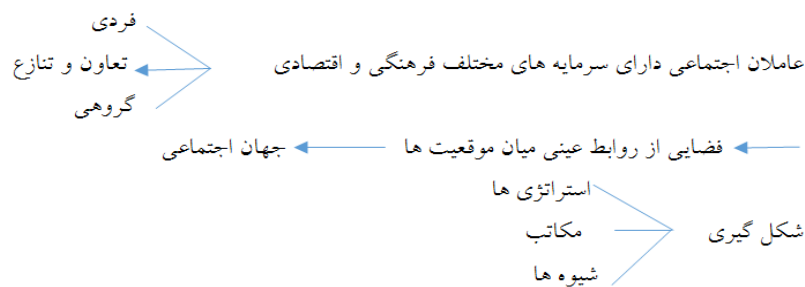 فردی
عاملان اجتماعی دارای سرمایه های مختلف فرهنگی و اقتصادی تعاون و تنازع
گروهی
فضایی از روابط عینی میان موقعیت ها جهان اجتماعی
استراتژی ها
شکل گیری مکاتب
شیوه ها